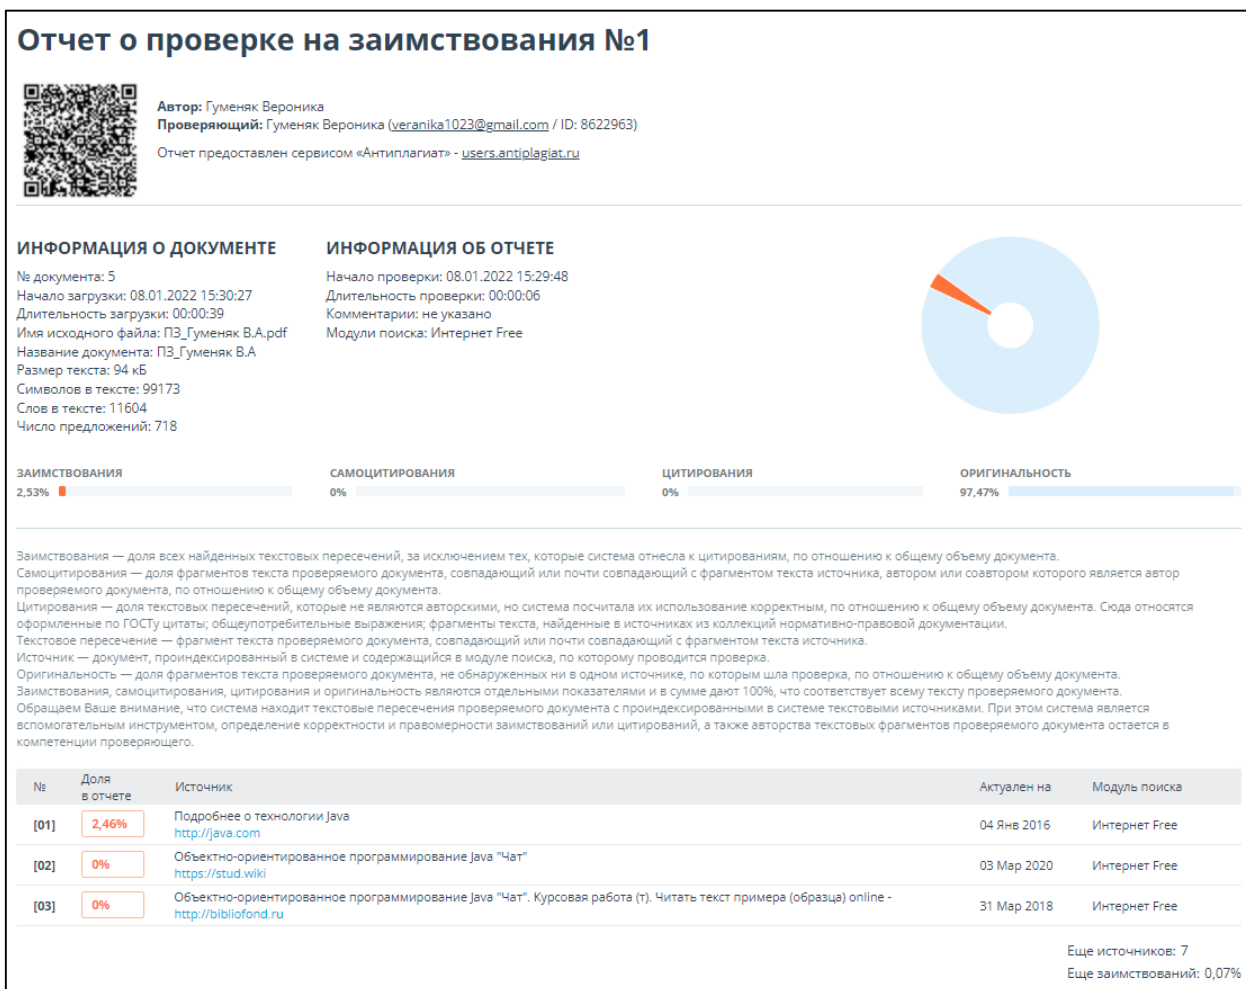 Отчет о проверке на заимствования №1
Автор: Гуменяк Вероника
Проверяющий: Гуменяк Вероника (veranika1023@gmail.com / ID: 8622963)
Отчет предоставлен сервисом «Антиплагиат» - users.antiplagiat.ru
ИНФОРМАЦИЯ О ДОКУМЕНТЕ
№ документа: 5
Начало загрузки: 08.01.2022 15:30:27
Длительность загрузки: 00:00:39
Имя исходного файла: ПЗ_Гуменяк В.А.pdf
Название документа: ПЗ_Гуменяк В.А
Размер текста: 94 кБ
Символов в тексте: 99173
Слов в тексте: 11604
Число предложений: 718
ИНФОРМАЦИЯ ОБ ОТЧЕТЕ
Начало проверки: 08.01.2022 15:29:48
Длительность проверки: 00:00:06
Комментарии: не указано
Модули поиска: Интернет Free
ЗАИМСТВОВАНИЯ
2,53%
САМОЦИТИРОВАНИЯ
0%
ЦИТИРОВАНИЯ
0%
ОРИГИНАЛЬНОСТЬ
97,47%
Заимствования — доля всех найденных текстовых пересечений, за исключением тех, которые система отнесла к цитированиям, по отношению к общему объему документа.
Самоцитирования — доля фрагментов текста проверяемого документа, совпадающий или почти совпадающий с фрагментом текста источника, автором или соавтором которого является автор
проверяемого документа, по отношению к общему объему документа.
Цитирования — доля текстовых пересечений, которые не являются авторскими, но система посчитала их использование корректным, по отношению к общему объему документа. Сюда относятся
оформленные по ГОСТу цитаты; общеупотребительные выражения; фрагменты текста, найденные в источниках из коллекций нормативно-правовой документации.
Текстовое пересечение — фрагмент текста проверяемого документа, совпадающий или почти совпадающий с фрагментом текста источника.
Источник — документ, проиндексированный в системе и содержащийся в модуле поиска, по которому проводится проверка.
Оригинальность — доля фрагментов текста проверяемого документа, не обнаруженных ни в одном источнике, по которым шла проверка, по отношению к общему объему документа.
Заимствования, самоцитирования, цитирования и оригинальность являются отдельными показателями и в сумме дают 100%, что соответствует всему тексту проверяемого документа.
Обращаем Ваше внимание, что система находит текстовые пересечения проверяемого документа с проиндексированными в системе текстовыми источниками. При этом система является
вспомогательным инструментом, определение корректности и правомерности заимствований или цитирований, а также авторства текстовых фрагментов проверяемого документа остается в
компетенции проверяющего.
№ Доля в отчете Источник Актуален на Модуль поиска
[01] 2,46% Подробнее о технологии Java 04 Янв 2016 Интернет Free
http://java.com
[02] 0% Объектно-ориентированное программирование Java "Чат" 03 Мар 2020 Интернет Free
https://stud.wiki
[03] 0% Объектно-ориентированное программирование Java "Чат". Курсовая работа (т). Читать текст примера (образца) online - 31 Мар 2018 Интернет Free
http://bibliofond.ru
Еще источников: 7
Еще заимствований: 0,07%